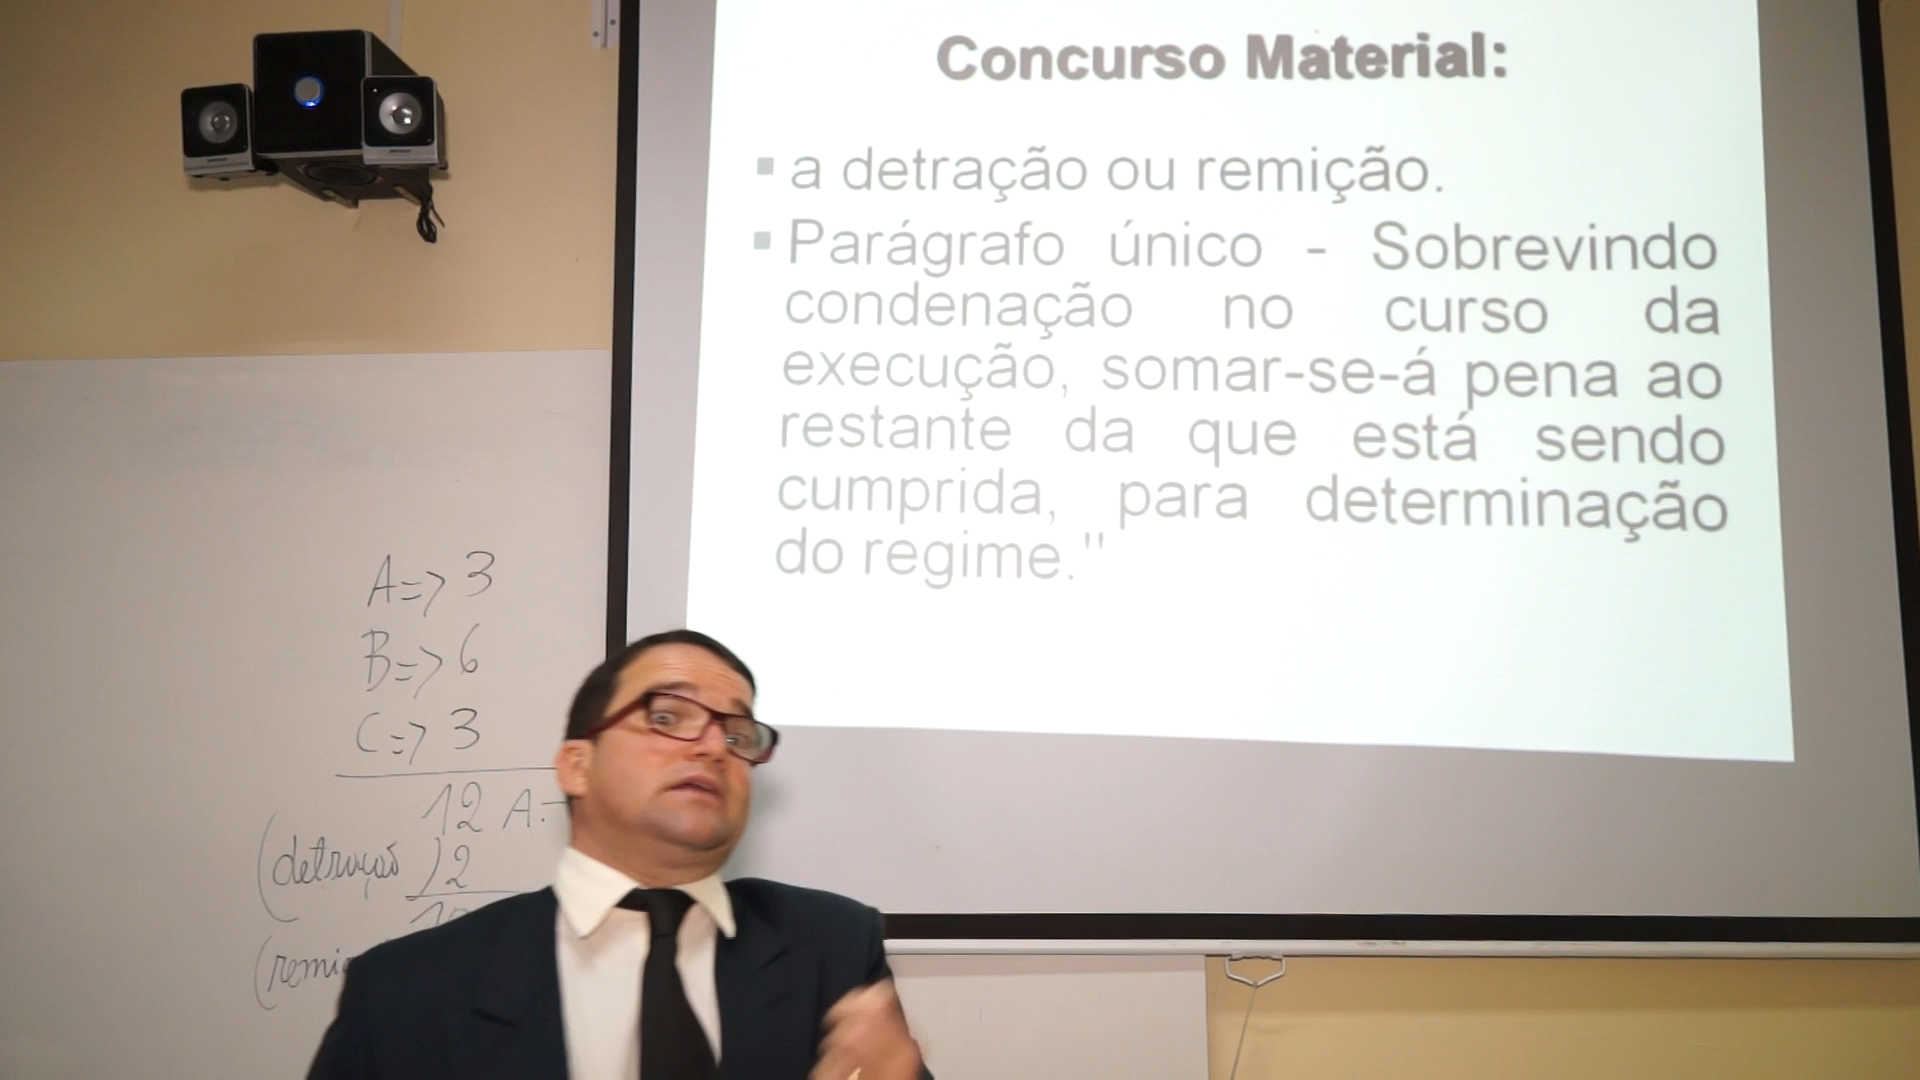 Concurso Material:
a detração ou remição.
Parágrafo único - Sobrevindo
condenação no curso da
execução, somar-se-á pena ao
restante da que está sendo
cumprida, para determinação
do regime."
A => 3
B => 6
C => 3
12 A
(detração) 2